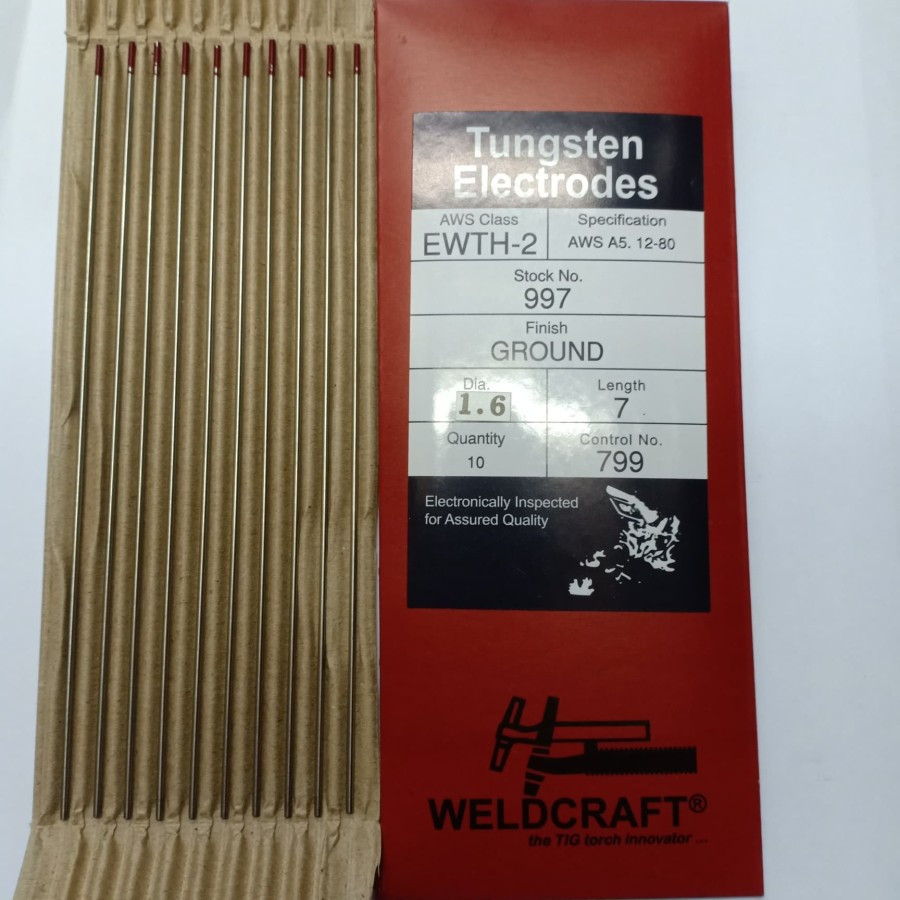 Tungsten
Electrodes
AWS Class
EWTH-2
Specification
AWS A5. 12-80
Stock No.
997
Finish
GROUND
Dia.
1.6
Length
7
Quantity
10
Control No.
799
Electronically Inspected
for Assured Quality
WELDCRAFT®
the TIG torch innovator ...